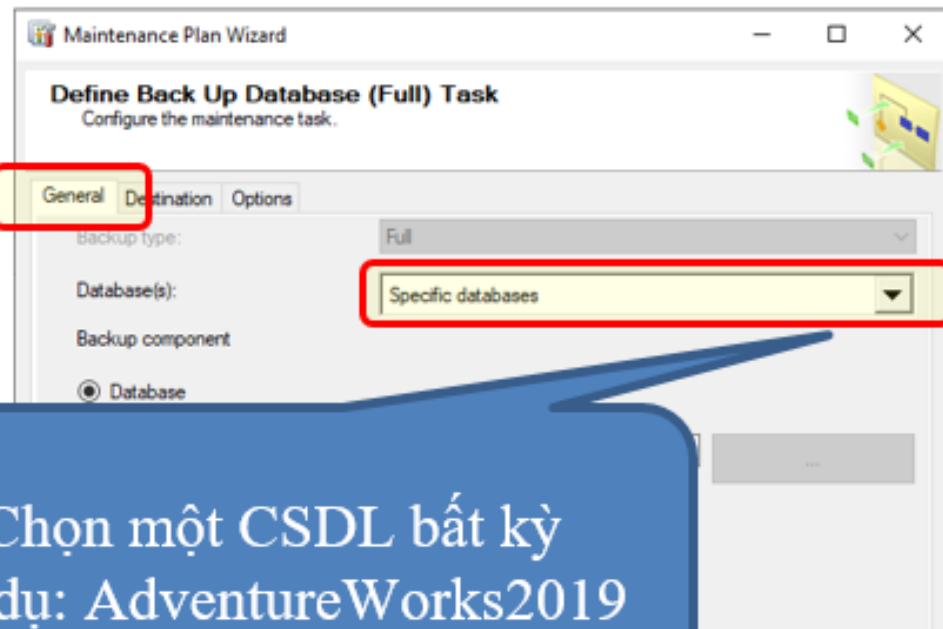 Maintenance Plan Wizard
Define Back Up Database (Full) Task
Configure the maintenance task.
General Destination Options
Backup type: Full
Database(s): Specific databases
Backup component
Database
...
Chọn một CSDL bất kỳ
dụ: AdventureWorks2019